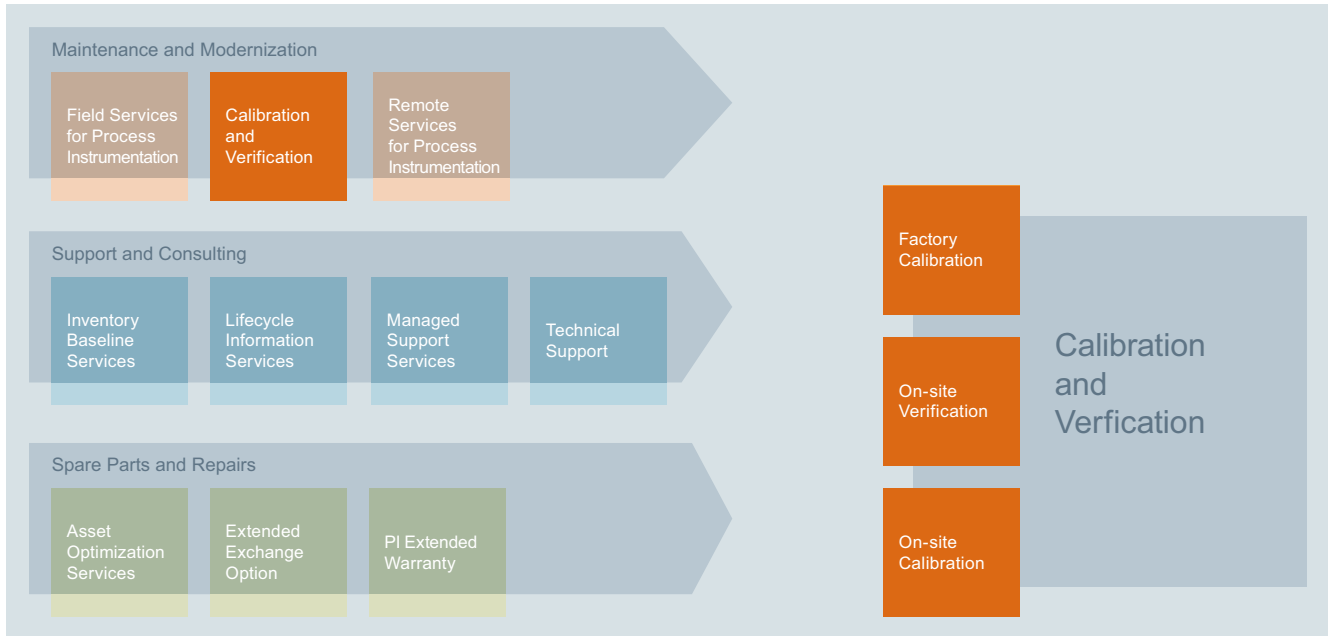 Maintenance and Modernization
Field Services
for Process
Instrumentation
Calibration
and
Verification
Remote
Services
for Process
Instrumentation
Support and Consulting
Inventory
Baseline
Services
Lifecycle
Information
Services
Managed
Support
Services
Technical
Support
Spare Parts and Repairs
Asset
Optimization
Services
Extended
Exchange
Option
PI Extended
Warranty
Factory
Calibration
On-site
Verification
On-site
Calibration
Calibration
and
Verfication